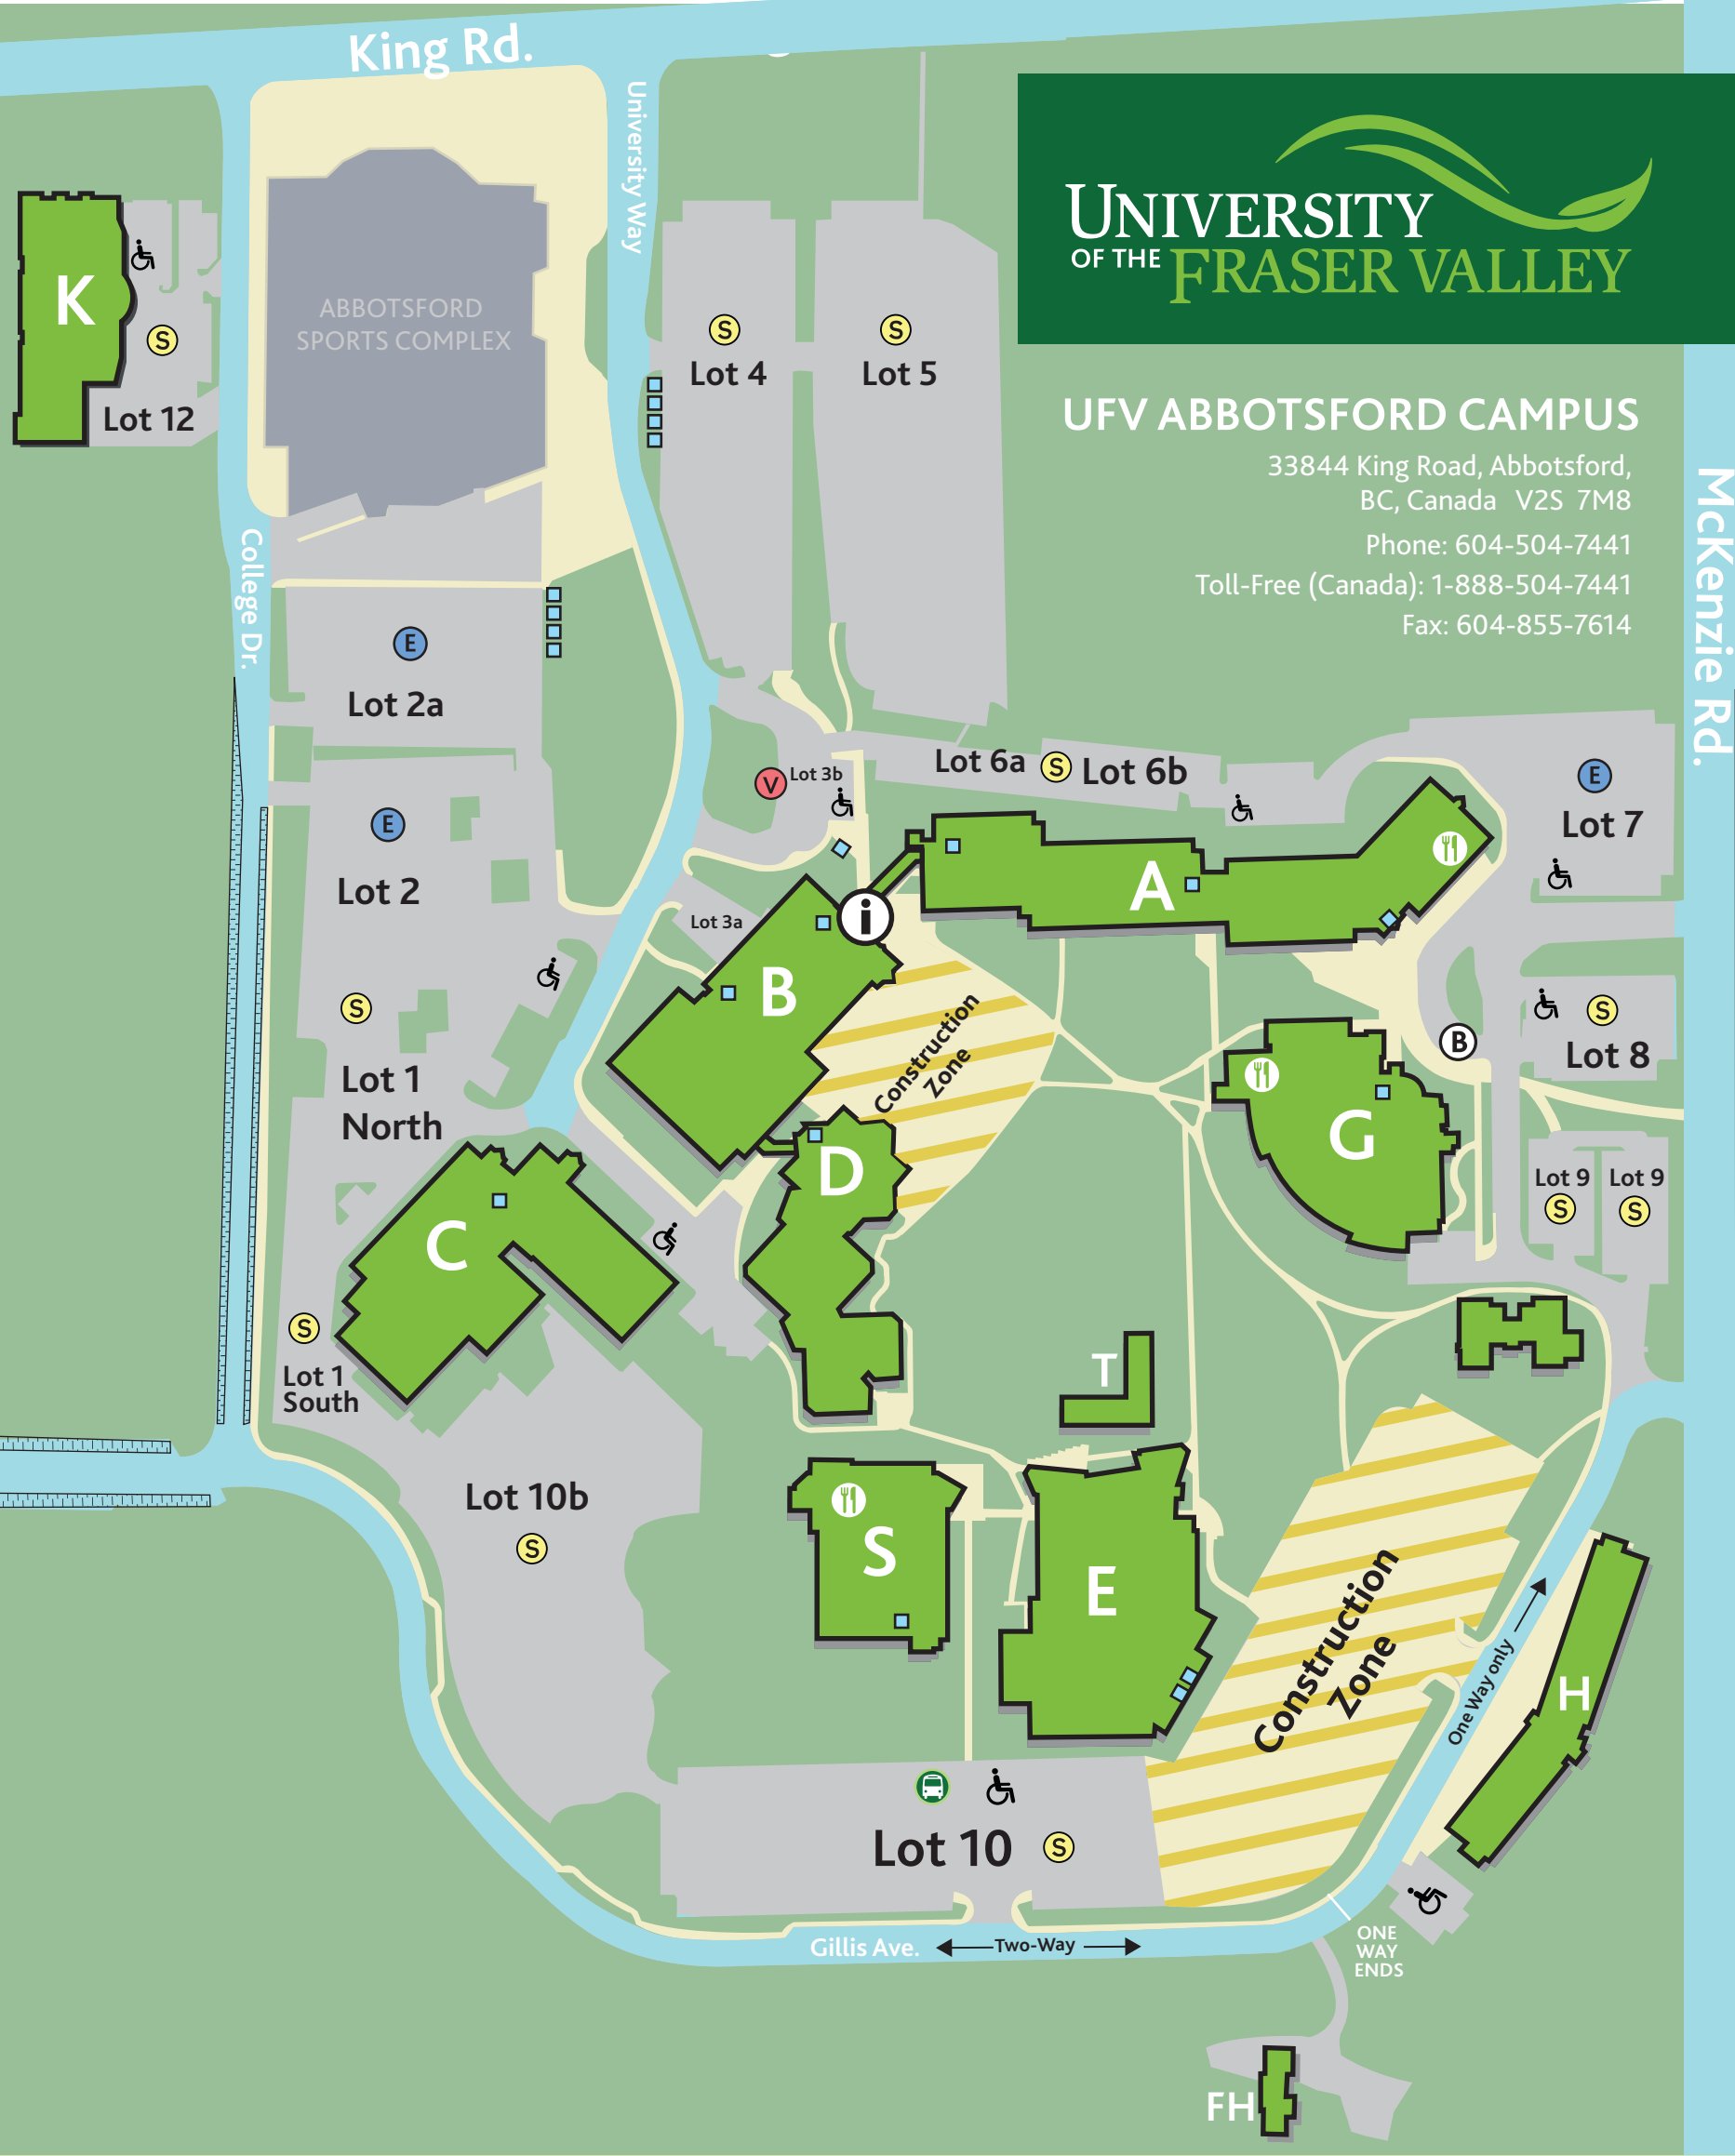 King Rd.
University Way
UNIVERSITY
OF THE FRASER VALLEY
K
ABBOTSFORD
SPORTS COMPLEX
S
S
S
Lot 4
Lot 5
Lot 12
UFV ABBOTSFORD CAMPUS
33844 King Road, Abbotsford,
BC, Canada V2S 7M8
Phone: 604-504-7441
Toll-Free (Canada): 1-888-504-7441
Fax: 604-855-7614
McKenzie Rd.
College Dr.
E
Lot 2a
V
Lot 3b
Lot 6a
S
Lot 6b
E
Lot 7
E
Lot 2
A
i
Lot 3a
B
S
Lot 1
North
Construction
Zone
B
S
Lot 8
G
D
C
Lot 9
S
Lot 9
S
S
Lot 1
South
T
Lot 10b
S
S
E
Construction
Zone
One Way only
H
Lot 10
S
Gillis Ave.
Two-Way
ONE
WAY
ENDS
FH